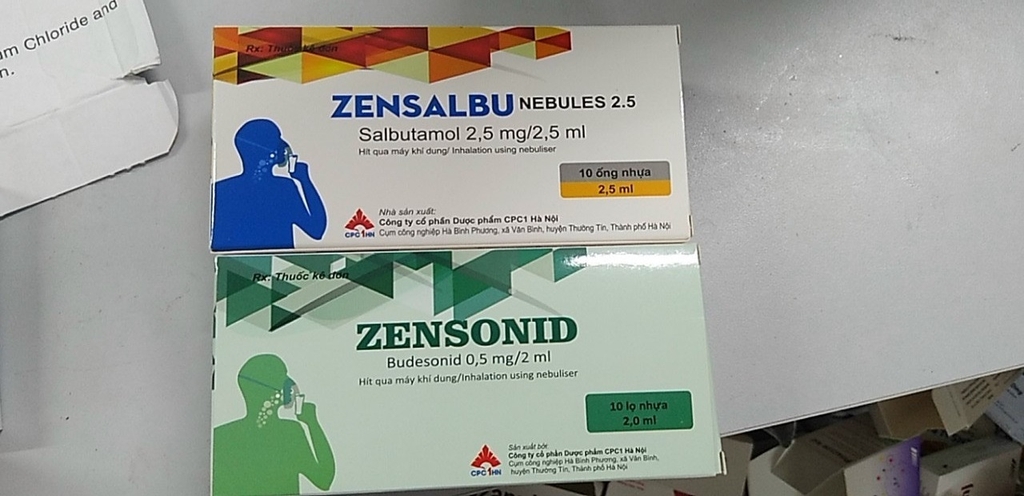 m Chloride and
n.
Rx: Thuốc kê đơn
ZENSALBU NEBULES 2.5
Salbutamol 2,5 mg/2,5 ml
Hít qua máy khí dung/ Inhalation using nebuliser
10 ống nhựa
2,5 ml
Nhà sản xuất:
Công ty cổ phần Dược phẩm CPC1 Hà Nội
Cụm công nghiệp Hà Bình Phương, xã Văn Bình, huyện Thường Tín, Thành phố Hà Nội
CPC1HN
Rx: Thuốc kê đơn
ZENSONID
Budesonid 0,5 mg/2 ml
Hít qua máy khí dung/Inhalation using nebuliser
10 lọ nhựa
2,0 ml
Sản xuất bởi:
Công ty cổ phần Dược phẩm CPC1 Hà Nội
Cụm công nghiệp Hà Bình Phương, xã Văn Bình,
huyện Thường Tín, Thành phố Hà Nội
CPC1HN